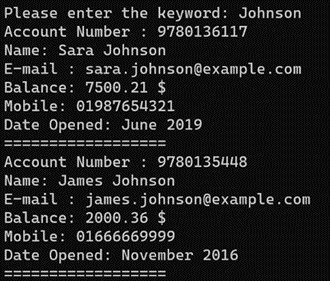 Please enter the keyword: Johnson
Account Number : 9780136117
Name: Sara Johnson
E-mail : sara.johnson@example.com
Balance: 7500.21 $
Mobile: 01987654321
Date Opened: June 2019
==================
Account Number : 9780135448
Name: James Johnson
E-mail : james.johnson@example.com
Balance: 2000.36 $
Mobile: 01666669999
Date Opened: November 2016
==================